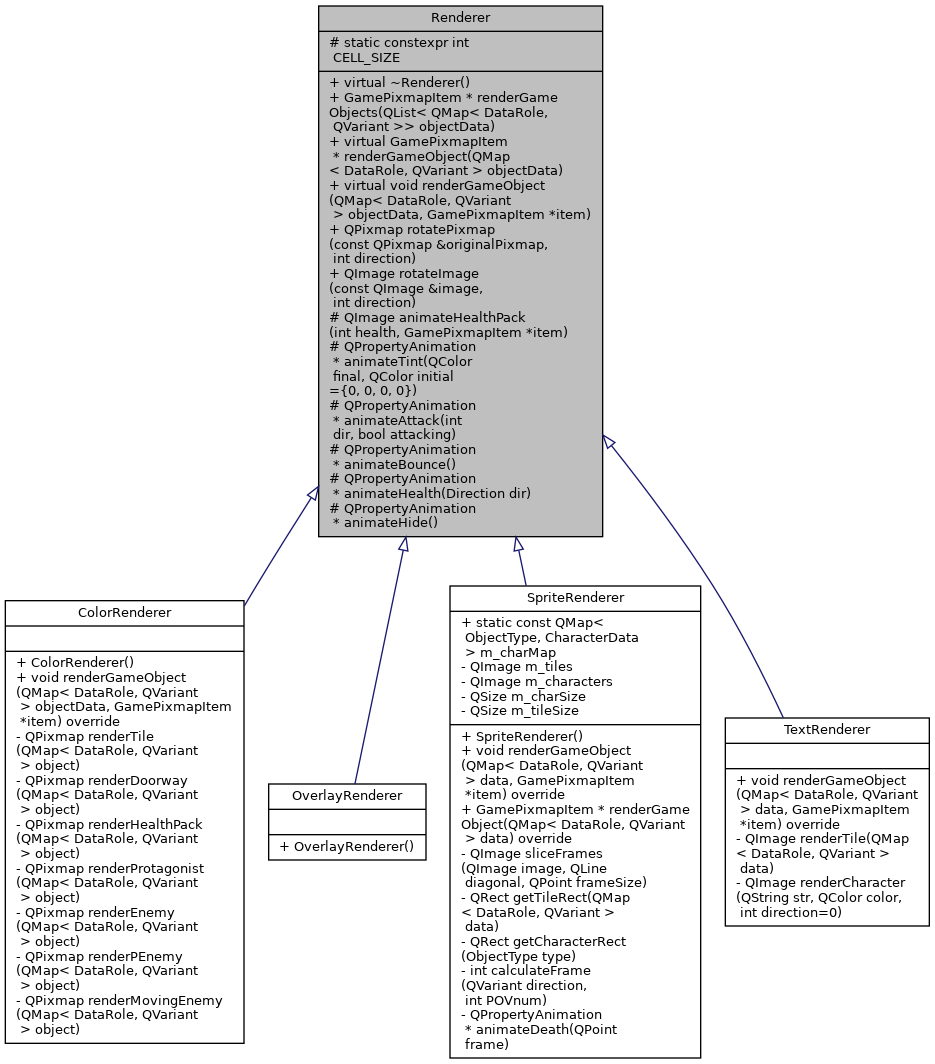 Renderer
# static constexpr int
CELL_SIZE
+ virtual ~Renderer()
+ GamePixmapItem * renderGame
Objects(QList< QMap< DataRole,
QVariant >> objectData)
+ virtual GamePixmapItem
* renderGameObject(QMap
< DataRole, QVariant > objectData)
+ virtual void renderGameObject
(QMap< DataRole, QVariant
> objectData, GamePixmapItem *item)
+ QPixmap rotatePixmap
(const QPixmap &originalPixmap,
int direction)
+ QImage rotateImage
(const QImage &image,
int direction)
# QImage animateHealthPack
(int health, GamePixmapItem *item)
# QPropertyAnimation
* animateTint(QColor
final, QColor initial
={0, 0, 0, 0})
# QPropertyAnimation
* animateAttack(int
dir, bool attacking)
# QPropertyAnimation
* animateBounce()
# QPropertyAnimation
* animateHealth(Direction dir)
# QPropertyAnimation
* animateHide()
ColorRenderer
+ ColorRenderer()
+ void renderGameObject
(QMap< DataRole, QVariant
> objectData, GamePixmapItem
*item) override
- QPixmap renderTile
(QMap< DataRole, QVariant
> object)
- QPixmap renderDoorway
(QMap< DataRole, QVariant
> object)
- QPixmap renderHealthPack
(QMap< DataRole, QVariant
> object)
- QPixmap renderProtagonist
(QMap< DataRole, QVariant
> object)
- QPixmap renderEnemy
(QMap< DataRole, QVariant
> object)
- QPixmap renderPEnemy
(QMap< DataRole, QVariant
> object)
- QPixmap renderMovingEnemy
(QMap< DataRole, QVariant
> object)
OverlayRenderer
+ OverlayRenderer()
SpriteRenderer
+ static const QMap<
ObjectType, CharacterData
> m_charMap
- QImage m_tiles
- QImage m_characters
- QSize m_charSize
- QSize m_tileSize
+ SpriteRenderer()
+ void renderGameObject
(QMap< DataRole, QVariant
> data, GamePixmapItem
*item) override
+ GamePixmapItem * renderGame
Object(QMap< DataRole, QVariant
> data) override
- QImage sliceFrames
(QImage image, QLine
diagonal, QPoint frameSize)
- QRect getTileRect(QMap
< DataRole, QVariant >
data)
- QRect getCharacterRect
(ObjectType type)
- int calculateFrame
(QVariant direction,
int POVnum)
- QPropertyAnimation
* animateDeath(QPoint
frame)
TextRenderer
+ void renderGameObject
(QMap< DataRole, QVariant
> data, GamePixmapItem
*item) override
- QImage renderTile(QMap
< DataRole, QVariant >
data)
- QImage renderCharacter
(QString str, QColor color,
int direction=0)